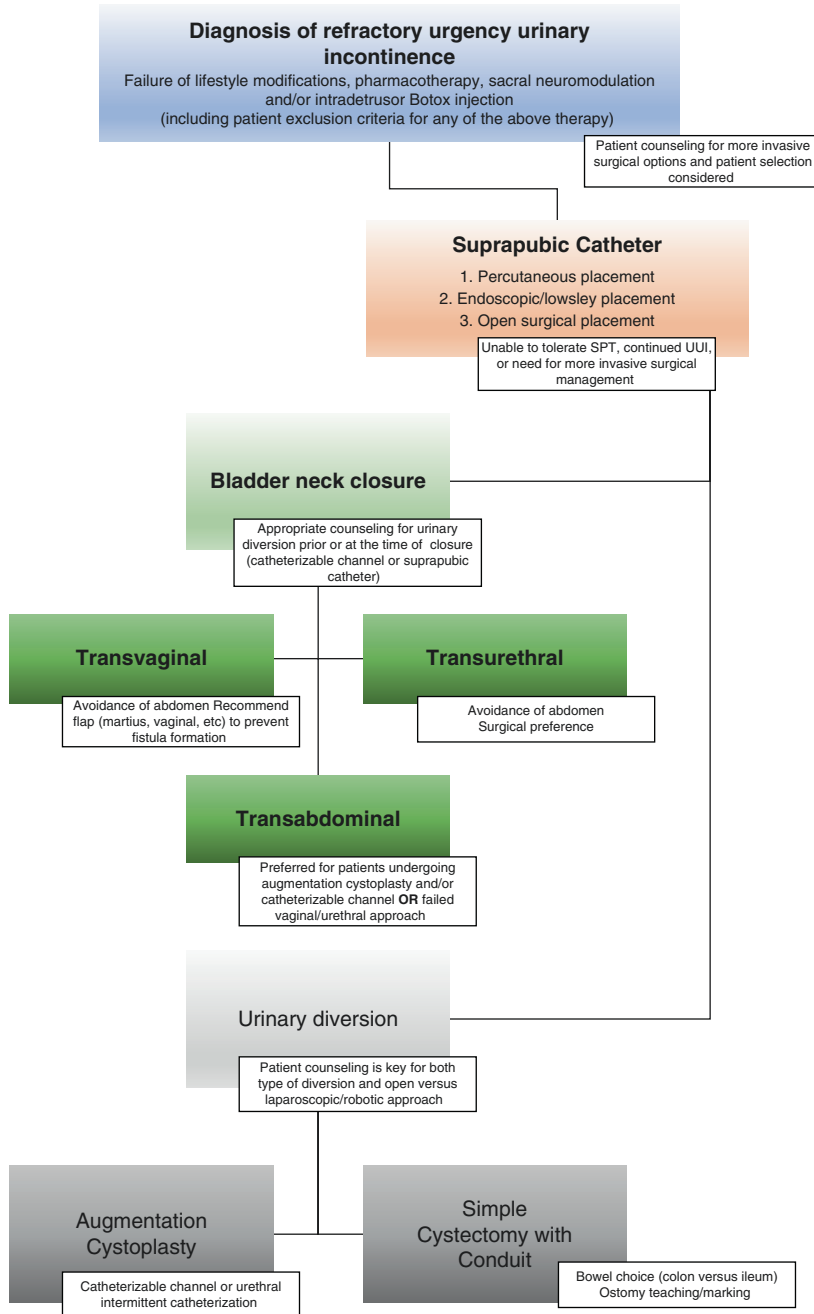 Diagnosis of refractory urgency urinary
incontinence
Failure of lifestyle modifications, pharmacotherapy, sacral neuromodulation
and/or intradetrusor Botox injection
(including patient exclusion criteria for any of the above therapy)
Patient counseling for more invasive
surgical options and patient selection
considered
Suprapubic Catheter
1. Percutaneous placement
2. Endoscopic/lowsley placement
3. Open surgical placement
Unable to tolerate SPT, continued UUI,
or need for more invasive surgical
management
Bladder neck closure
Appropriate counseling for urinary
diversion prior or at the time of closure
(catheterizable channel or suprapubic
catheter)
Transvaginal
Avoidance of abdomen Recommend
flap (martius, vaginal, etc) to prevent
fistula formation
Transurethral
Avoidance of abdomen
Surgical preference
Transabdominal
Preferred for patients undergoing
augmentation cystoplasty and/or
catheterizable channel OR failed
vaginal/urethral approach
Urinary diversion
Patient counseling is key for both
type of diversion and open versus
laparoscopic/robotic approach
Augmentation
Cystoplasty
Catheterizable channel or urethral
intermittent catheterization
Simple
Cystectomy with
Conduit
Bowel choice (colon versus ileum)
Ostomy teaching/marking